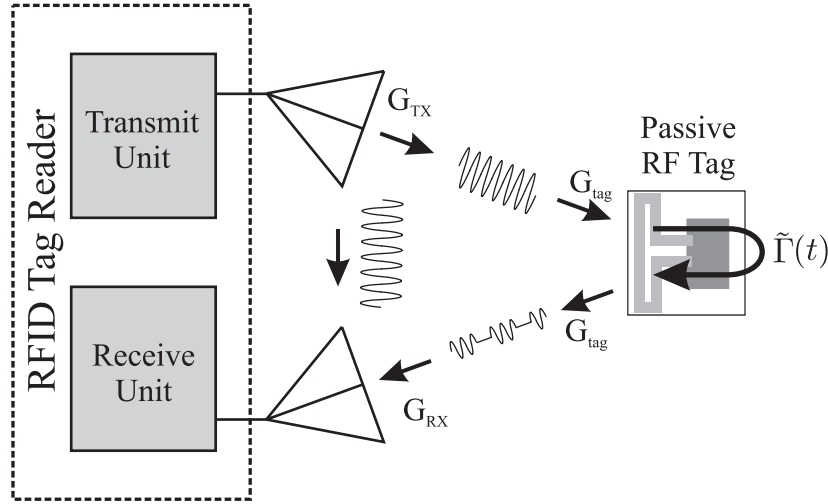 RFID Tag Reader
Transmit
Unit
G_TX
Passive
RF Tag
G_tag
Γ̃(t)
G_tag
Receive
Unit
G_RX